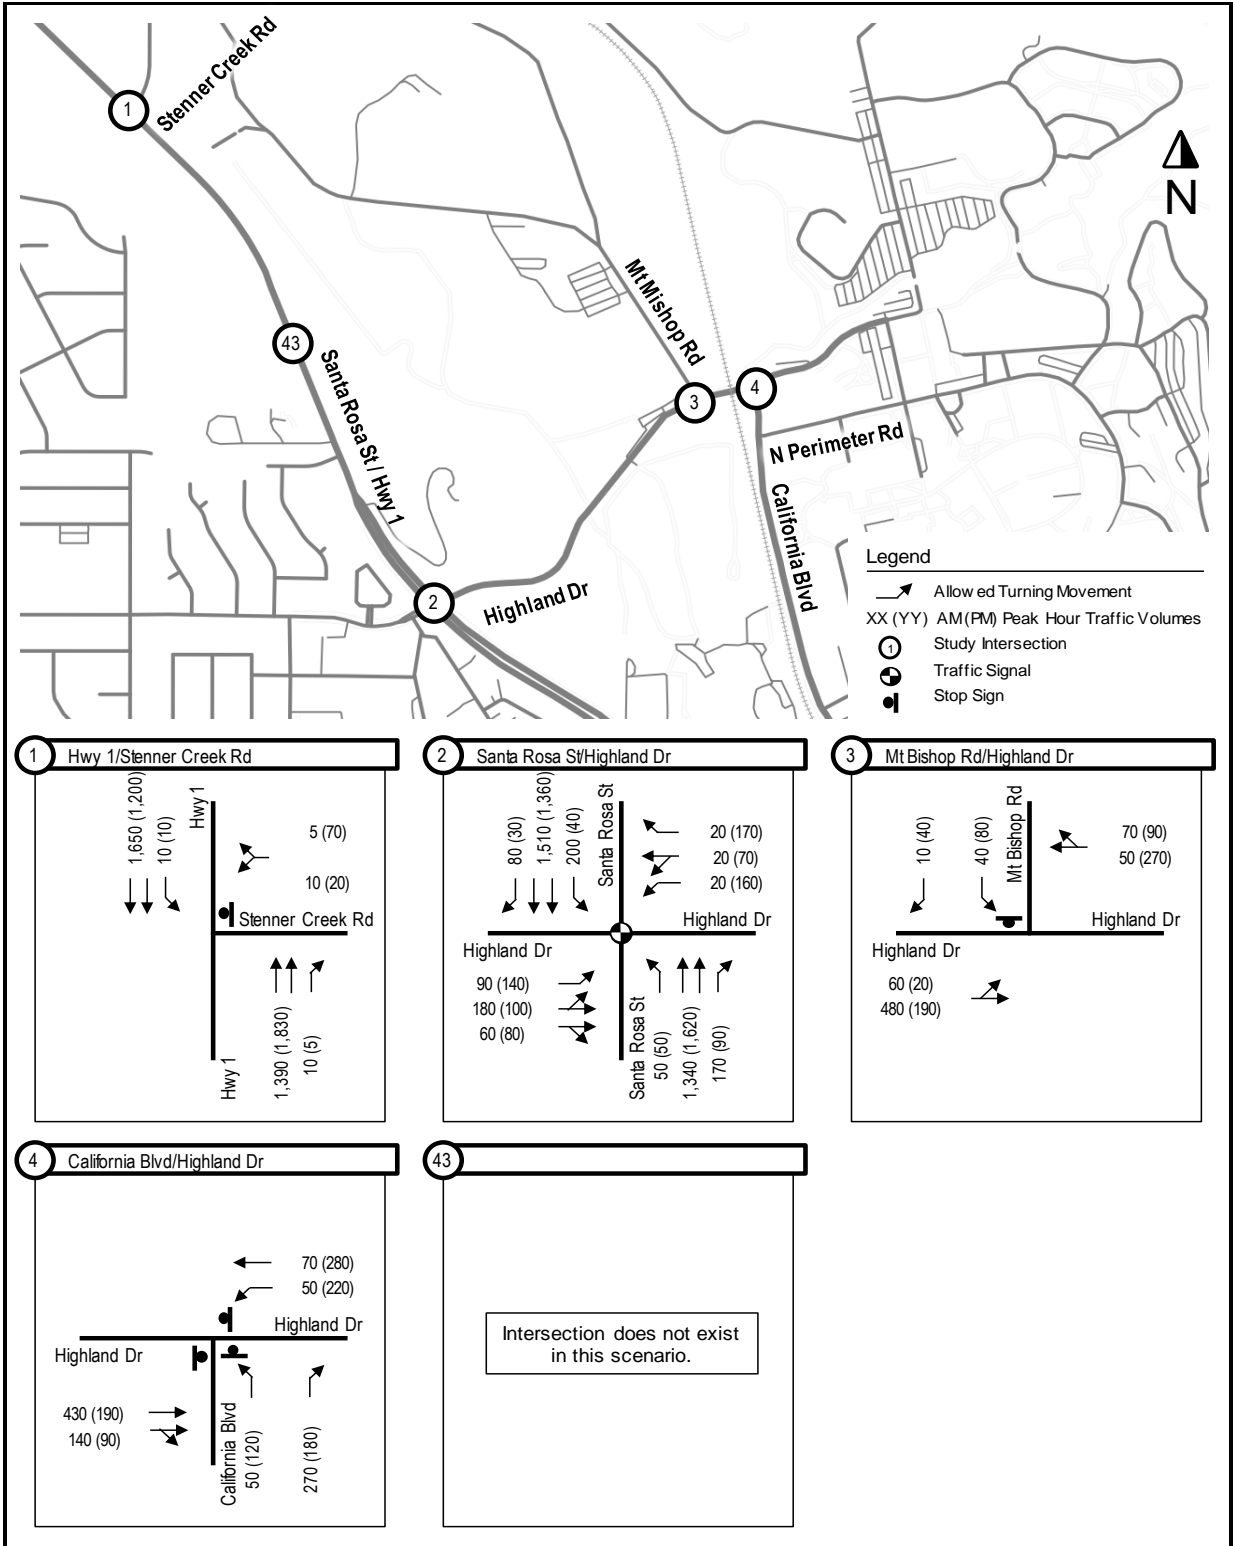 Stenner Creek Rd
1
N
43
Mt Mishop Rd
3
4
Santa Rosa St / Hwy 1
N Perimeter Rd
California Blvd
2
Highland Dr
Legend
Allowed Turning Movement
XX (YY) AM(PM) Peak Hour Traffic Volumes
1 Study Intersection
Traffic Signal
Stop Sign
1 Hwy 1/Stenner Creek Rd
1,650 (1,200)
10 (10)
Hwy 1
5 (70)
10 (20)
Stenner Creek Rd
Hwy 1
1,390 (1,830)
10 (5)
2 Santa Rosa St/Highland Dr
80 (30)
1,510 (1,360)
200 (40)
Santa Rosa St
20 (170)
20 (70)
20 (160)
Highland Dr
Highland Dr
90 (140)
180 (100)
60 (80)
Santa Rosa St
50 (50)
1,340 (1,620)
170 (90)
3 Mt Bishop Rd/Highland Dr
10 (40)
40 (80)
Mt Bishop Rd
70 (90)
50 (270)
Highland Dr
Highland Dr
60 (20)
480 (190)
4 California Blvd/Highland Dr
70 (280)
50 (220)
Highland Dr
Highland Dr
430 (190)
140 (90)
California Blvd
50 (120)
270 (180)
43
Intersection does not exist
in this scenario.